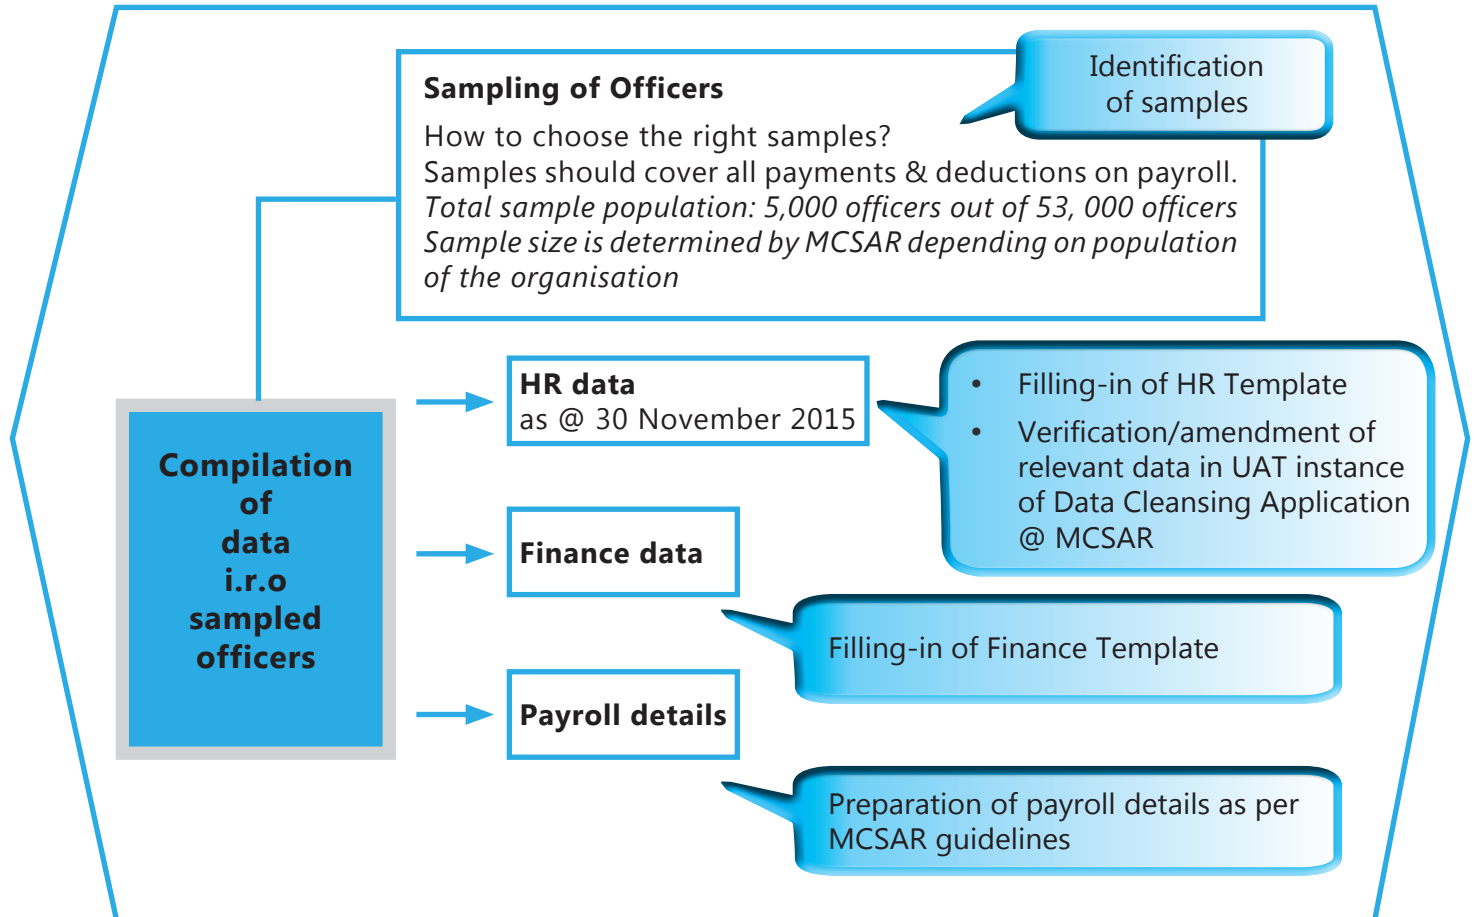 Identification
of samples
Sampling of Officers
How to choose the right samples?
Samples should cover all payments & deductions on payroll.
Total sample population: 5,000 officers out of 53, 000 officers
Sample size is determined by MCSAR depending on population
of the organisation
Compilation
of
data
i.r.o
sampled
officers
HR data
as @ 30 November 2015
• Filling-in of HR Template
• Verification/amendment of
relevant data in UAT instance
of Data Cleansing Application
@ MCSAR
Finance data
Filling-in of Finance Template
Payroll details
Preparation of payroll details as per
MCSAR guidelines